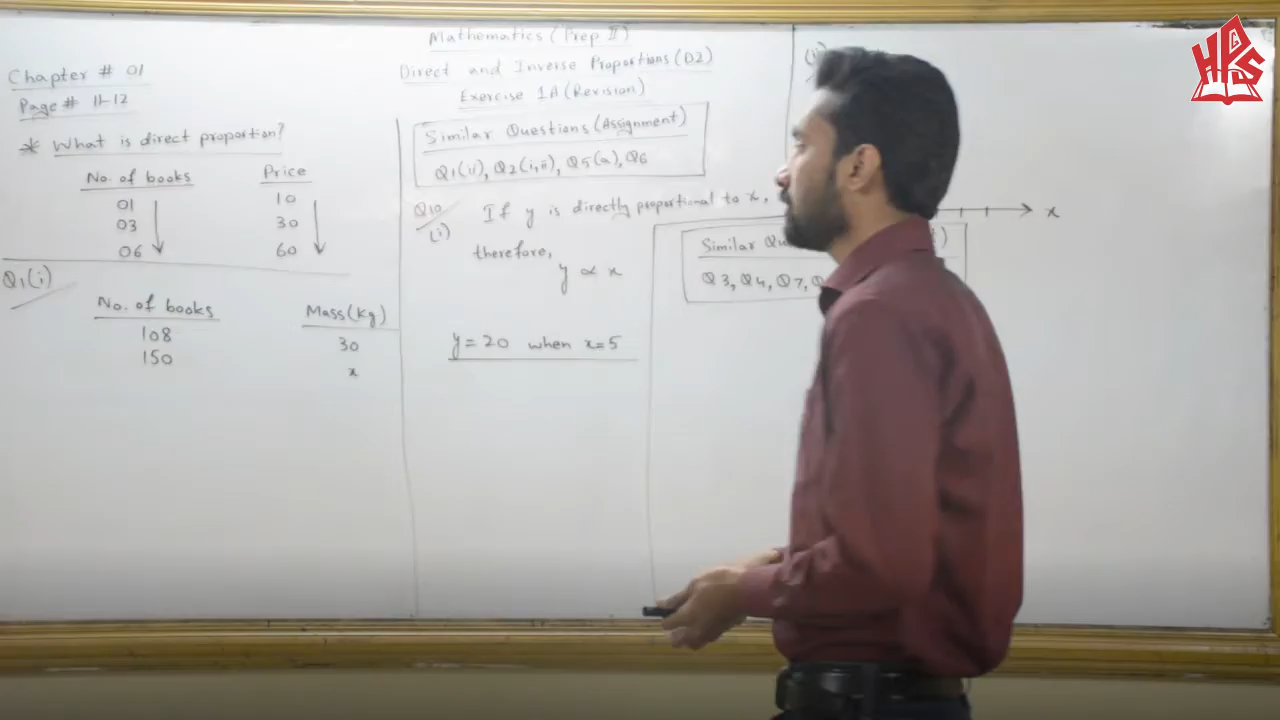 Mathematics (Prep II)
Direct and Inverse Proportions (D2)
Exercise 1A (Revision)
Chapter # 01
Page # 11-12
* What is direct proportion?
No. of books Price
01 10
03 30
06 60
Q1(i)
No. of books Mass(Kg)
108 30
150 x
Similar Questions (Assignment)
Q1(ii), Q2(i,ii), Q5(a), Q6
Q10
(i)
If y is directly proportional to x,
therefore,
y ∝ x
y = 20 when x=5
(ii)
x
Similar
Q3, Q4, Q7,
HPS